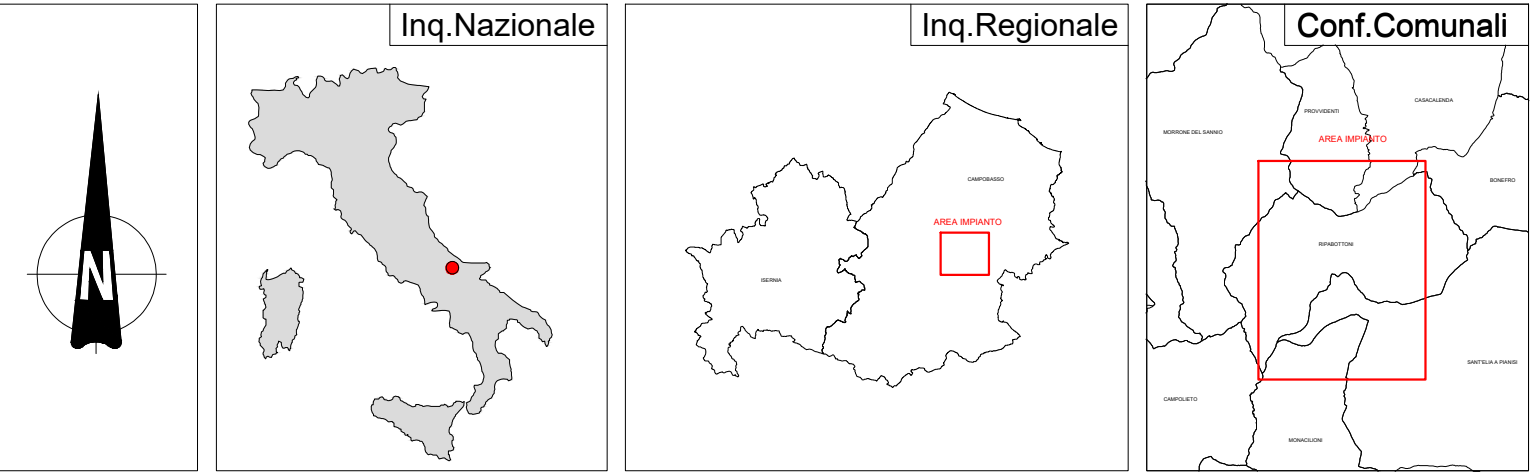 N
Inq.Nazionale
Inq.Regionale
CAMPOBASSO
AREA IMPIANTO
ISERNIA
Conf.Comunali
CASACALENDA
PROVVIDENTI
MORRONE DEL SANNIO
AREA IMPIANTO
BONEFRO
RIPABOTTONI
SANT'ELIA A PIANISI
CAMPOLIETO
MONACILIONI